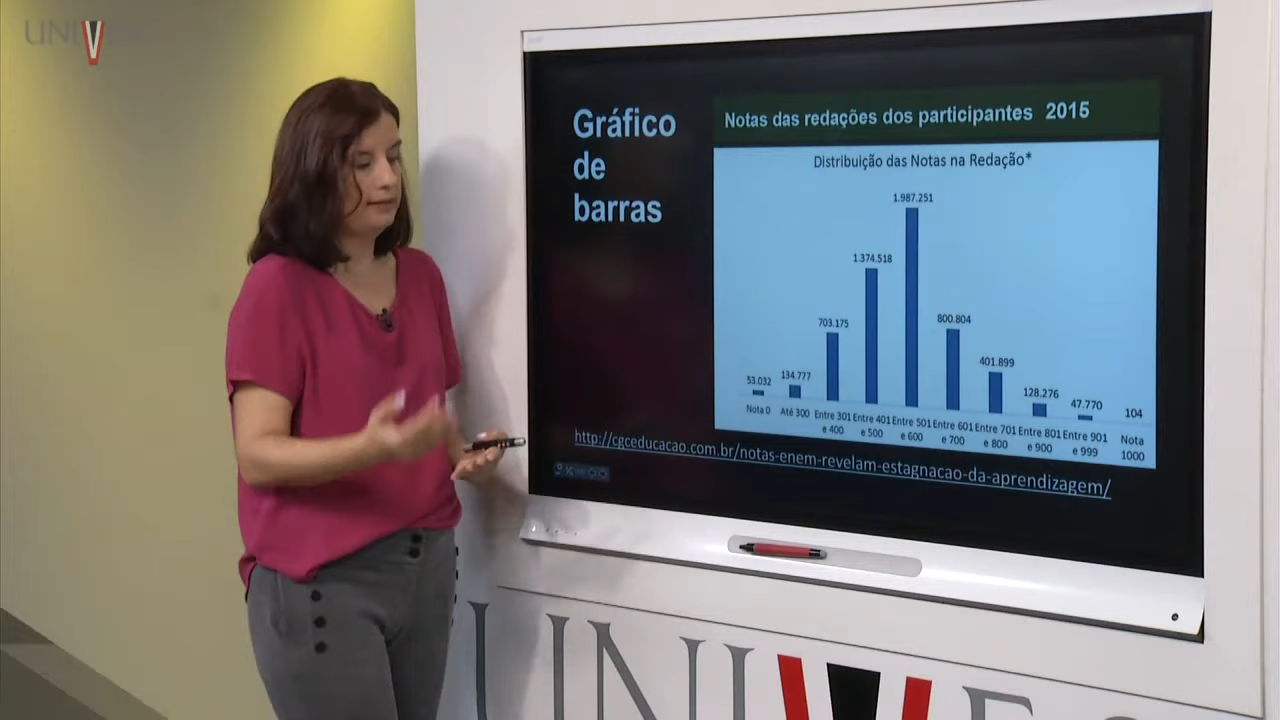 UNIV
Gráfico
de
barras
Notas das redações dos participantes 2015
Distribuição das Notas na Redação*
1.987.251
1.374.518
703.175
800.804
401.899
53.032
134.777
128.276
47.770
104
Nota 0
Até 300
Entre 301
e 400
Entre 401
e 500
Entre 501
e 600
Entre 601
e 700
Entre 701
e 800
Entre 801
e 900
Entre 901
e 999
Nota
1000
http://cgceducacao.com.br/notas-enem-revelam-estagnacao-da-aprendizagem/
UNIVES